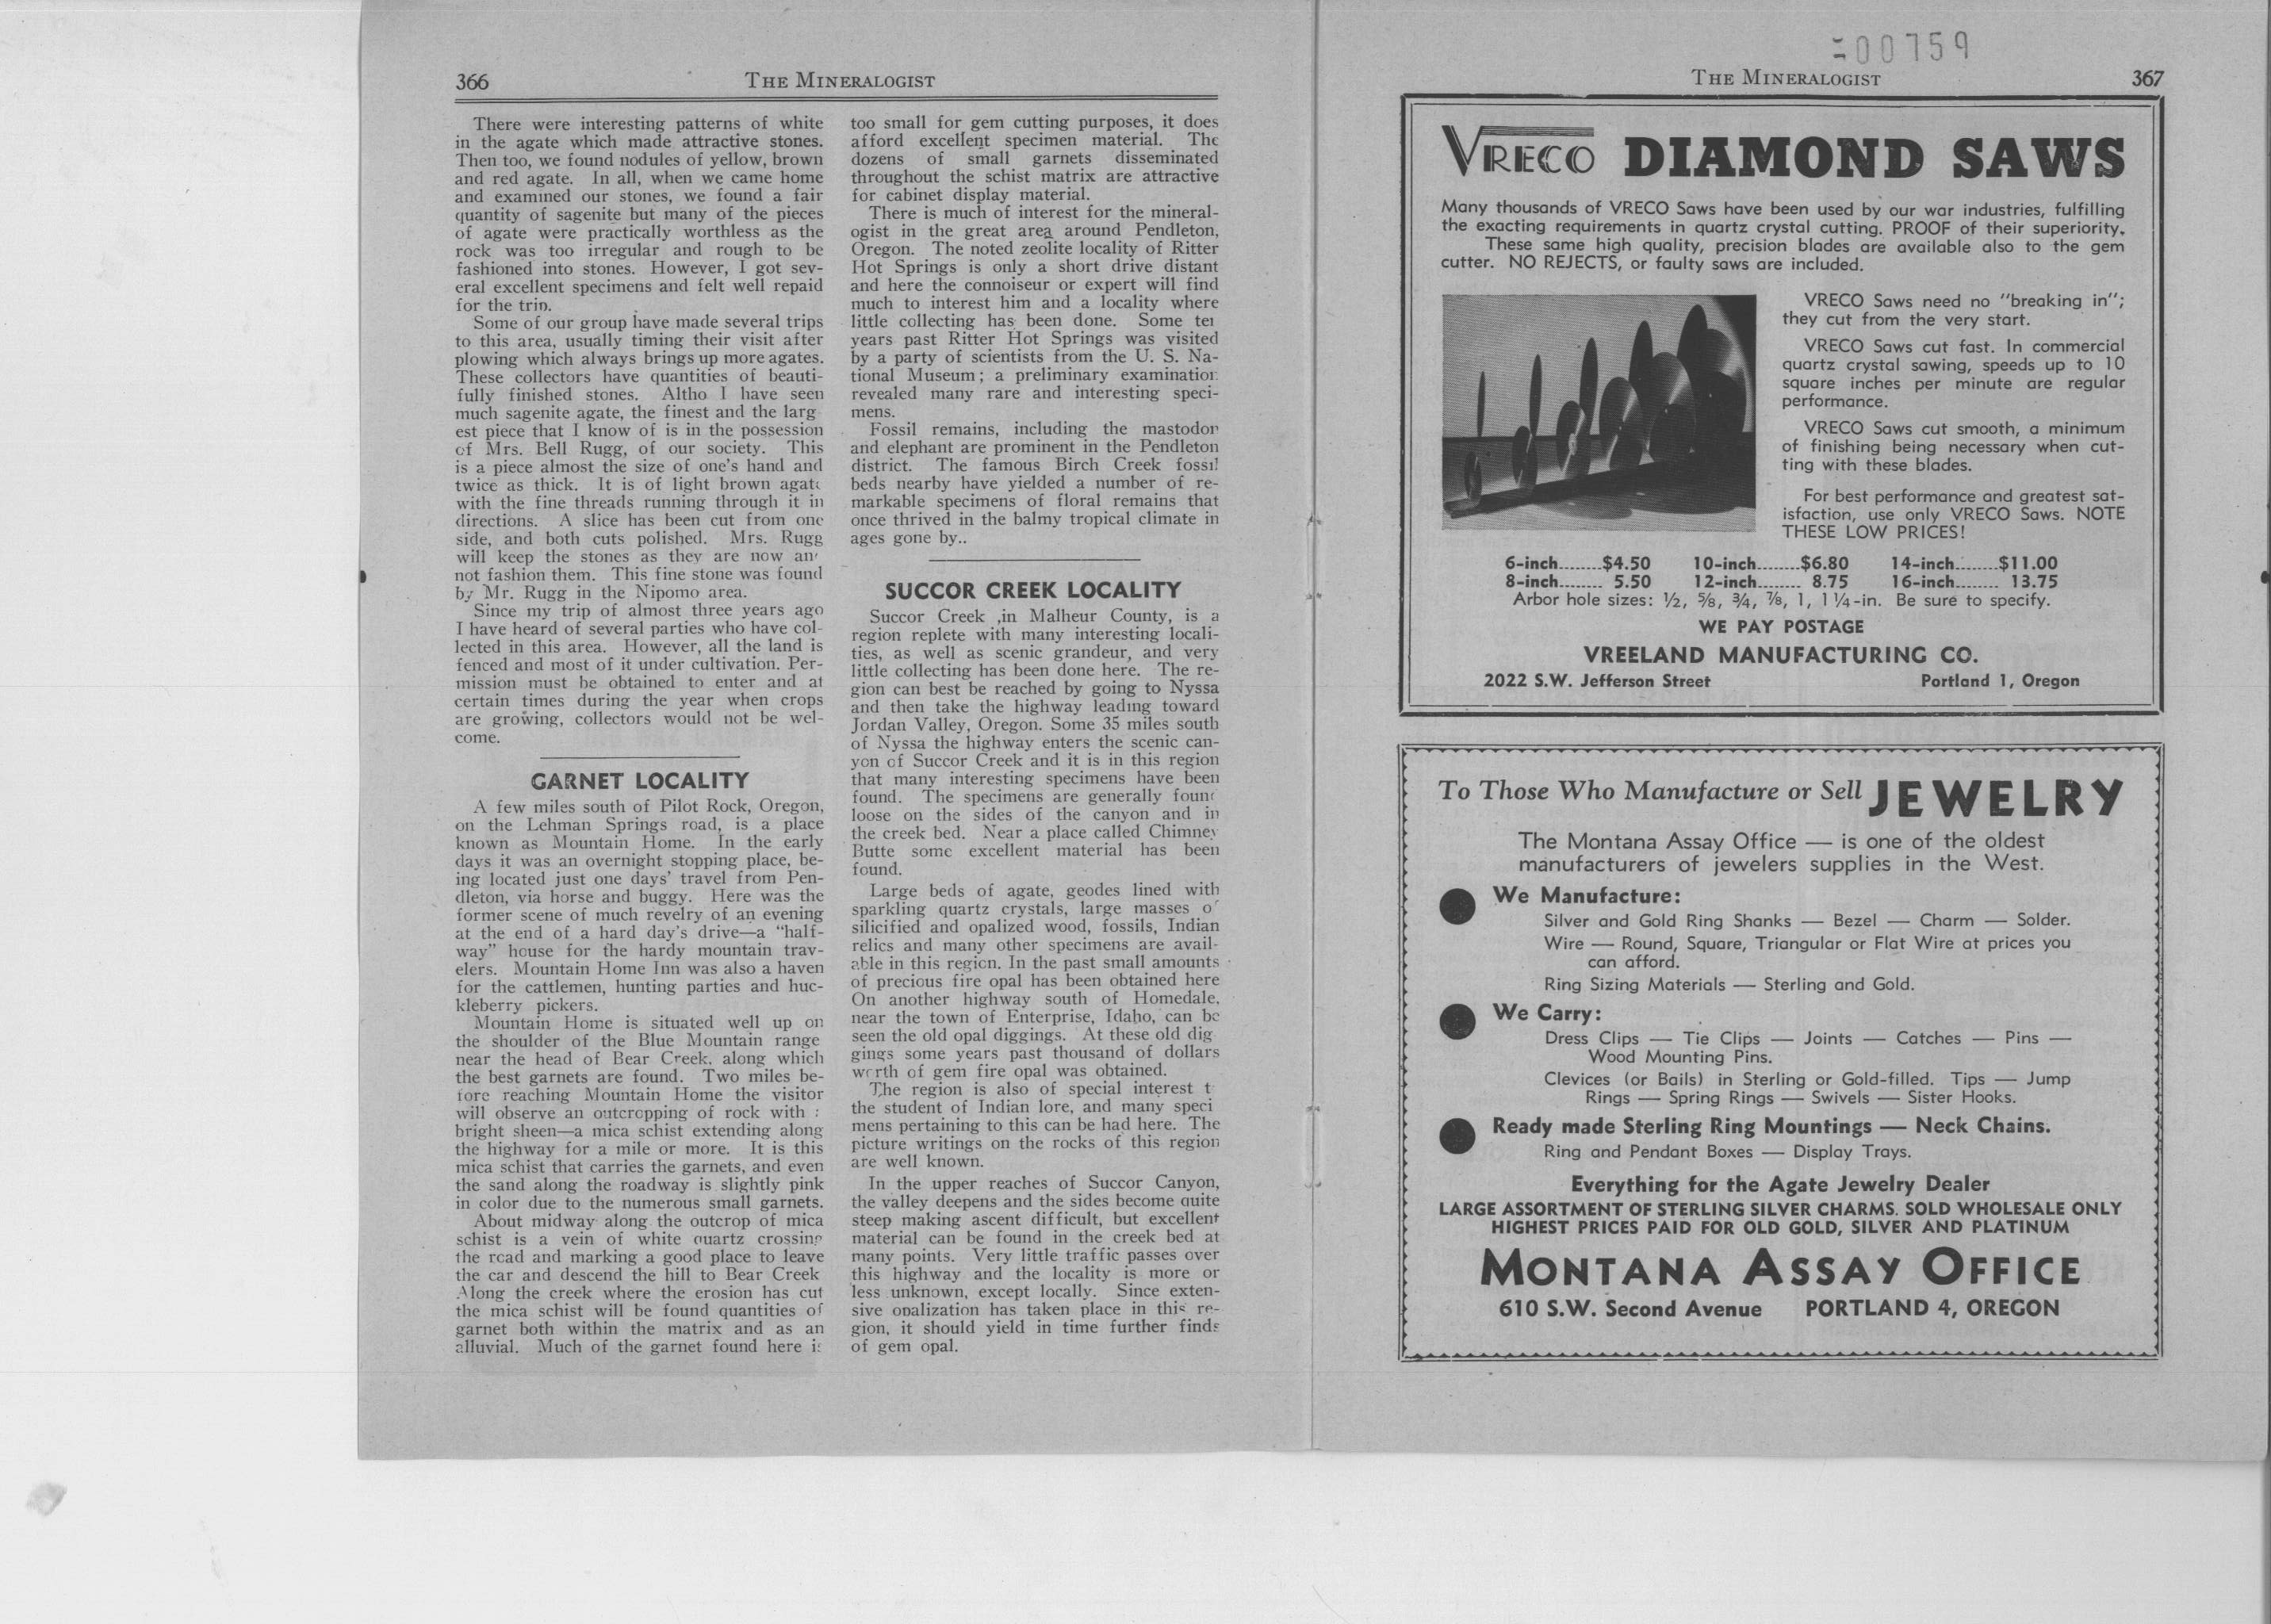 366
THE MINERALOGIST
There were interesting patterns of white
in the agate which made attractive stones.
Then too, we found nodules of yellow, brown
and red agate. In all, when we came home
and examined our stones, we found a fair
quantity of sagenite but many of the pieces
of agate were practically worthless as the
rock was too irregular and rough to be
fashioned into stones. However, I got sev-
eral excellent specimens and felt well repaid
for the trip.
Some of our group have made several trips
to this area, usually timing their visit after
plowing which always brings up more agates.
These collectors have quantities of beauti-
fully finished stones. Altho I have seen
much sagenite agate, the finest and the larg
est piece that I know of is in the possession
of Mrs. Bell Rugg, of our society. This
is a piece almost the size of one's hand and
twice as thick. It is of light brown agate
with the fine threads running through it in
directions. A slice has been cut from one
side, and both cuts polished. Mrs. Rugg
will keep the stones as they are now an
not fashion them. This fine stone was found
by Mr. Rugg in the Nipomo area.
Since my trip of almost three years ago
I have heard of several parties who have col-
lected in this area. However, all the land is
fenced and most of it under cultivation. Per-
mission must be obtained to enter and at
certain times during the year when crops
are growing, collectors would not be wel-
come.
GARNET LOCALITY
A few miles south of Pilot Rock, Oregon,
on the Lehman Springs road, is a place
known as Mountain Home. In the early
days it was an overnight stopping place, be-
ing located just one days' travel from Pen-
dleton, via horse and buggy. Here was the
former scene of much revelry of an evening
at the end of a hard day's drive—a "half-
way" house for the hardy mountain trav-
elers. Mountain Home Inn was also a haven
for the cattlemen, hunting parties and huc-
kleberry pickers.
Mountain Home is situated well up on
the shoulder of the Blue Mountain range
near the head of Bear Creek, along which
the best garnets are found. Two miles be-
fore reaching Mountain Home the visitor
will observe an outcropping of rock with
bright sheen—a mica schist extending along
the highway for a mile or more. It is this
mica schist that carries the garnets, and even
the sand along the roadway is slightly pink
in color due to the numerous small garnets.
About midway along the outcrop of mica
schist is a vein of white quartz crossing
the road and marking a good place to leave
the car and descend the hill to Bear Creek
Along the creek where the erosion has cut
the mica schist will be found quantities of
garnet both within the matrix and as an
alluvial. Much of the garnet found here is
too small for gem cutting purposes, it does
afford excellent specimen material. The
dozens of small garnets disseminated
throughout the schist matrix are attractive
for cabinet display material.
There is much of interest for the mineral-
ogist in the great area around Pendleton,
Oregon. The noted zeolite locality of Ritter
Hot Springs is only a short drive distant
and here the connoiseur or expert will find
much to interest him and a locality where
little collecting has been done. Some ten
years past Ritter Hot Springs was visited
by a party of scientists from the U. S. Na-
tional Museum; a preliminary examination
revealed many rare and interesting speci-
mens.
Fossil remains, including the mastodon
and elephant are prominent in the Pendleton
district. The famous Birch Creek fossil
beds nearby have yielded a number of re-
markable specimens of floral remains that
once thrived in the balmy tropical climate in
ages gone by..
SUCCOR CREEK LOCALITY
Succor Creek ,in Malheur County, is a
region replete with many interesting locali-
ties, as well as scenic grandeur, and very
little collecting has been done here. The re-
gion can best be reached by going to Nyssa
and then take the highway leading toward
Jordan Valley, Oregon. Some 35 miles south
of Nyssa the highway enters the scenic can-
yon of Succor Creek and it is in this region
that many interesting specimens have been
found. The specimens are generally found
loose on the sides of the canyon and in
the creek bed. Near a place called Chimney
Butte some excellent material has been
found.
Large beds of agate, geodes lined with
sparkling quartz crystals, large masses of
silicified and opalized wood, fossils, Indian
relics and many other specimens are avail-
able in this region. In the past small amounts
of precious fire opal has been obtained here
On another highway south of Homedale,
near the town of Enterprise, Idaho, can be
seen the old opal diggings. At these old dig
gings some years past thousand of dollars
worth of gem fire opal was obtained.
The region is also of special interest t
the student of Indian lore, and many speci
mens pertaining to this can be had here. The
picture writings on the rocks of this region
are well known.
In the upper reaches of Succor Canyon,
the valley deepens and the sides become quite
steep making ascent difficult, but excellent
material can be found in the creek bed at
many points. Very little traffic passes over
this highway and the locality is more or
less unknown, except locally. Since exten-
sive opalization has taken place in this re-
gion, it should yield in time further finds
of gem opal.
00759
THE MINERALOGIST
367
VRECO DIAMOND SAWS
Many thousands of VRECO Saws have been used by our war industries, fulfilling
the exacting requirements in quartz crystal cutting. PROOF of their superiority.
These same high quality, precision blades are available also to the gem
cutter. NO REJECTS, or faulty saws are included.
VRECO Saws need no "breaking in";
they cut from the very start.
VRECO Saws cut fast. In commercial
quartz crystal sawing, speeds up to 10
square inches per minute are regular
performance.
VRECO Saws cut smooth, a minimum
of finishing being necessary when cut-
ting with these blades.
For best performance and greatest sat-
isfaction, use only VRECO Saws. NOTE
THESE LOW PRICES!
6-inch........$4.50 10-inch........$6.80 14-inch........$11.00
8-inch........ 5.50 12-inch........ 8.75 16-inch........ 13.75
Arbor hole sizes: ½, ⅝, ¾, ⅞, 1, 1¼-in. Be sure to specify.
WE PAY POSTAGE
VREELAND MANUFACTURING CO.
2022 S.W. Jefferson Street Portland 1, Oregon
To Those Who Manufacture or Sell JEWELRY
The Montana Assay Office — is one of the oldest
manufacturers of jewelers supplies in the West.
We Manufacture:
Silver and Gold Ring Shanks — Bezel — Charm — Solder.
Wire — Round, Square, Triangular or Flat Wire at prices you
can afford.
Ring Sizing Materials — Sterling and Gold.
We Carry:
Dress Clips — Tie Clips — Joints — Catches — Pins —
Wood Mounting Pins.
Clevices (or Bails) in Sterling or Gold-filled. Tips — Jump
Rings — Spring Rings — Swivels — Sister Hooks.
Ready made Sterling Ring Mountings — Neck Chains.
Ring and Pendant Boxes — Display Trays.
Everything for the Agate Jewelry Dealer
LARGE ASSORTMENT OF STERLING SILVER CHARMS. SOLD WHOLESALE ONLY
HIGHEST PRICES PAID FOR OLD GOLD, SILVER AND PLATINUM
MONTANA ASSAY OFFICE
610 S.W. Second Avenue PORTLAND 4, OREGON